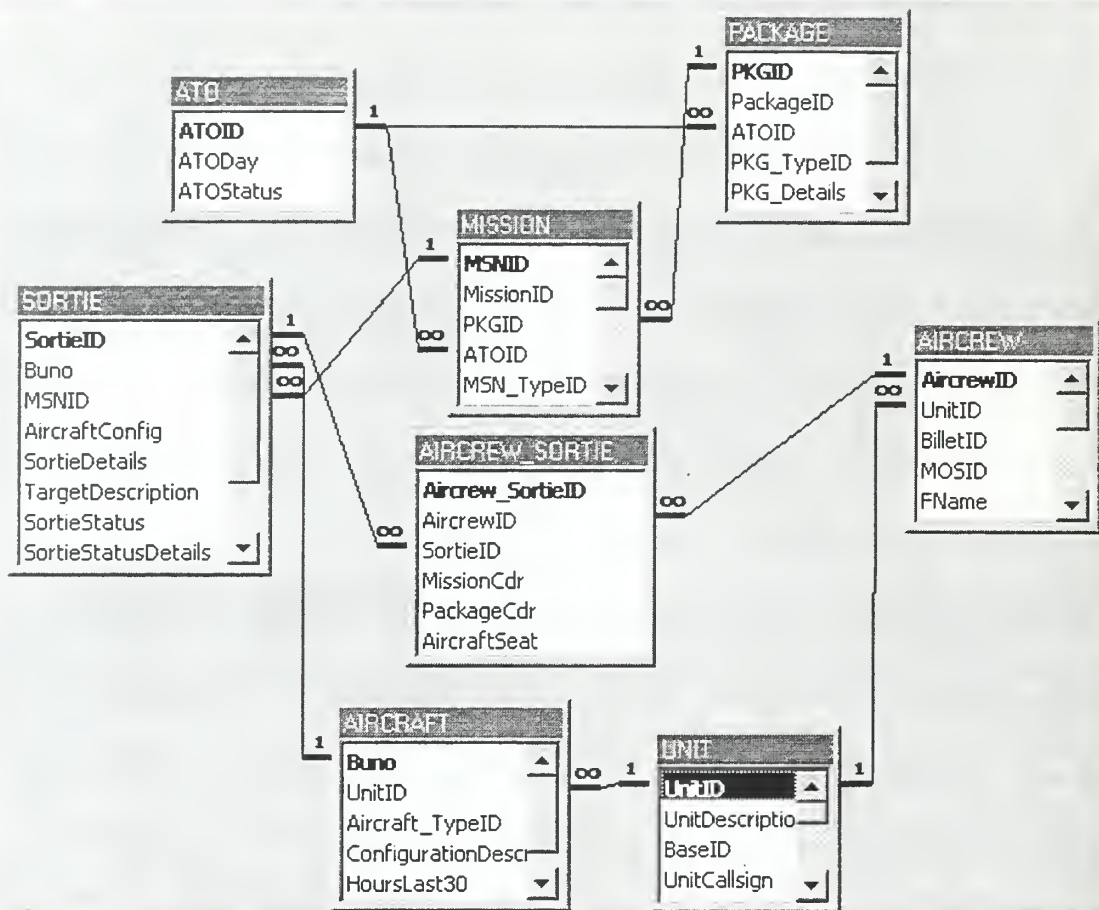 PACKAGE
1
PKGID
PackageID
∞
ATOID
PKG_TypeID
PKG_Details
ATO
1
ATOID
ATODay
ATOStatus
MISSION
1
MSNID
MissionID
∞
PKGID
∞
ATOID
MSN_TypeID
SORTIE
1
SortieID
∞
Buno
∞
MSNID
AircraftConfig
SortieDetails
TargetDescription
SortieStatus
SortieStatusDetails
AIRCREW
1
AircrewID
∞
UnitID
BilletID
MOSID
FName
AIRCREW_SORTIE
Aircrew_SortieID
∞
AircrewID
∞
SortieID
MissionCdr
PackageCdr
AircraftSeat
AIRCRAFT
1
Buno
∞
UnitID
Aircraft_TypeID
ConfigurationDescr
HoursLast30
UNIT
1
1
UnitID
UnitDescriptio
BaseID
UnitCallsign